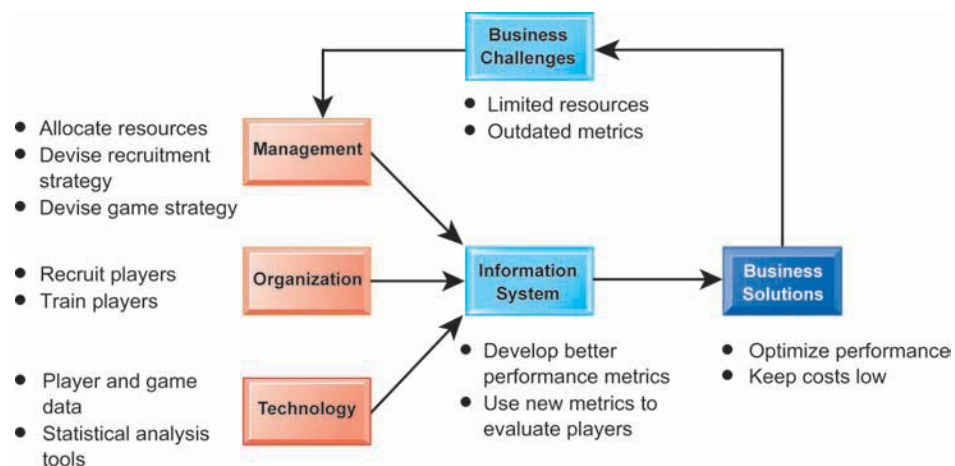 Business
Challenges
• Limited resources
• Outdated metrics
• Allocate resources
• Devise recruitment
strategy
• Devise game strategy
Management
• Recruit players
• Train players
Organization
Information
System
Business
Solutions
• Develop better
performance metrics
• Use new metrics to
evaluate players
• Optimize performance
• Keep costs low
• Player and game
data
• Statistical analysis
tools
Technology